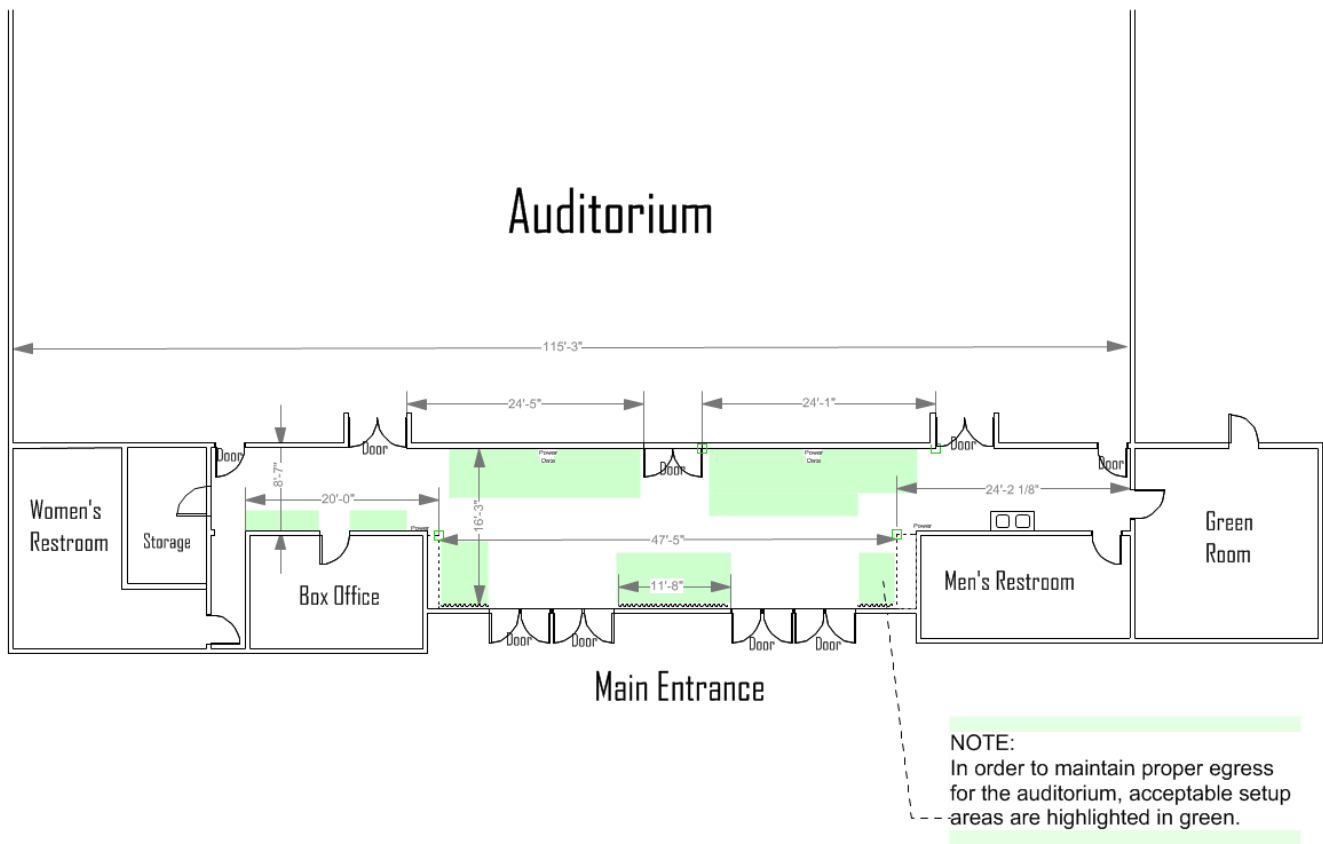 Auditorium
115'-3"
24'-5"
24'-1"
Door
Door
Door
Door
Door
Power
Data
Power
Data
8'-7"
20'-0"
16'-3"
24'-2 1/8"
Women's
Restroom
Storage
Power
Power
47'-5"
Green
Room
Box Office
11'-8"
Men's Restroom
Door
Door
Door
Door
Main Entrance
NOTE:
In order to maintain proper egress
for the auditorium, acceptable setup
areas are highlighted in green.